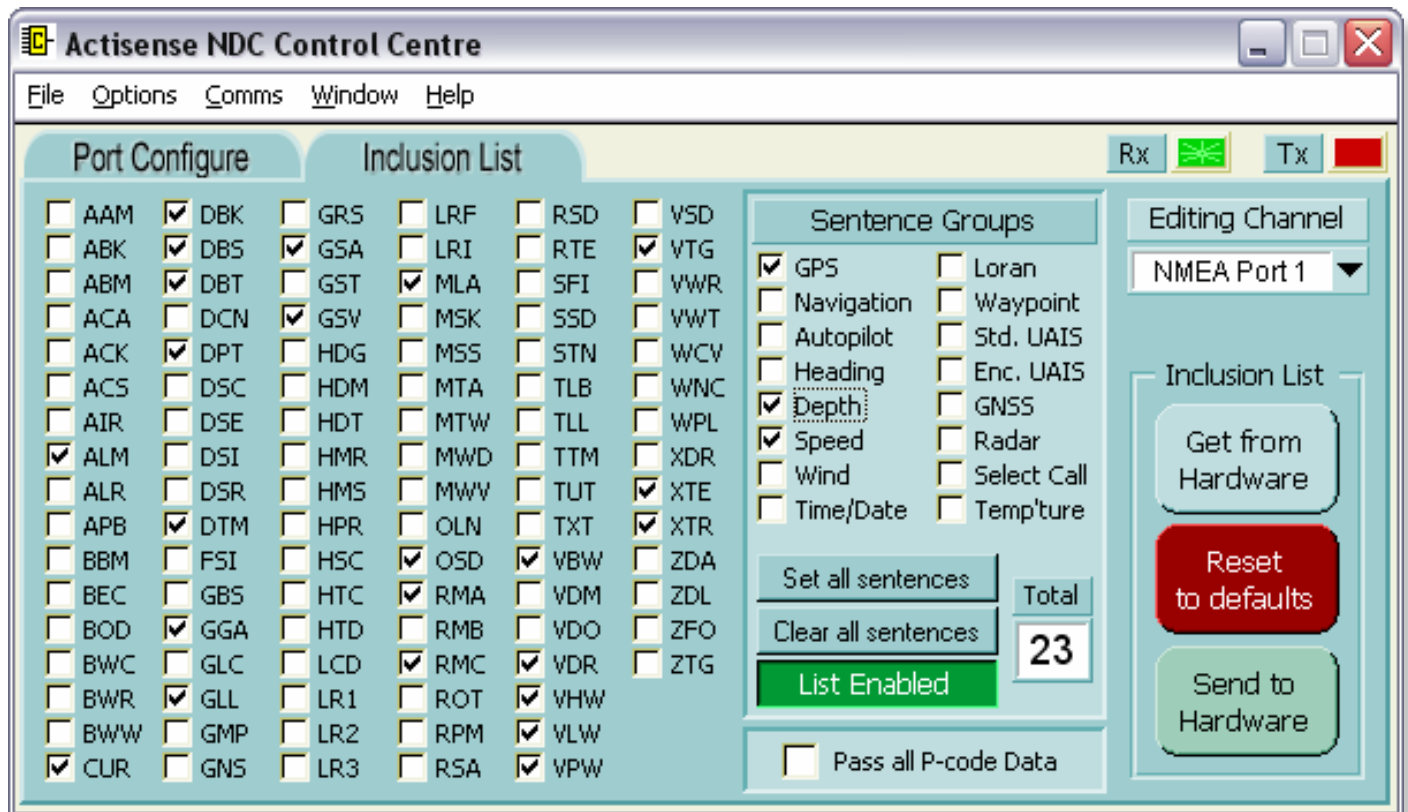 Actisense NDC Control Centre
File Options Comms Window Help
Port Configure Inclusion List Rx Tx
AAM DBK GRS LRF RSD VSD
ABK DBS GSA LRI RTE VTG
ABM DBT GST MLA SFI VWR
ACA DCN GSV MSK SSD VWT
ACK DPT HDG MSS STN WCV
ACS DSC HDM MTA TLB WNC
AIR DSE HDT MTW TLL WPL
ALM DSI HMR MWD TTM XDR
ALR DSR HMS MWV TUT XTE
APB DTM HPR OLN TXT XTR
BBM FSI HSC OSD VBW ZDA
BEC GBS HTC RMA VDM ZDL
BOD GGA HTD RMB VDO ZFO
BWC GLC LCD RMC VDR ZTG
BWR GLL LR1 ROT VHW
BWW GMP LR2 RPM VLW
CUR GNS LR3 RSA VPW
Sentence Groups
GPS Loran
Navigation Waypoint
Autopilot Std. UAIS
Heading Enc. UAIS
Depth GNSS
Speed Radar
Wind Select Call
Time/Date Temp'ture
Set all sentences
Clear all sentences
List Enabled
Total
23
Pass all P-code Data
Editing Channel
NMEA Port 1
Inclusion List
Get from
Hardware
Reset
to defaults
Send to
Hardware